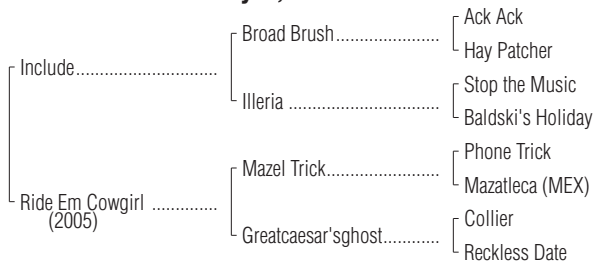 Ack Ack
Broad Brush.....................
Hay Patcher
Include.............................
Stop the Music
Illeria ...............................
Baldski's Holiday
Phone Trick
Mazel Trick.......................
Mazatleca (MEX)
Ride Em Cowgirl ..............
(2005)
Collier
Greatcaesar'sghost............
Reckless Date